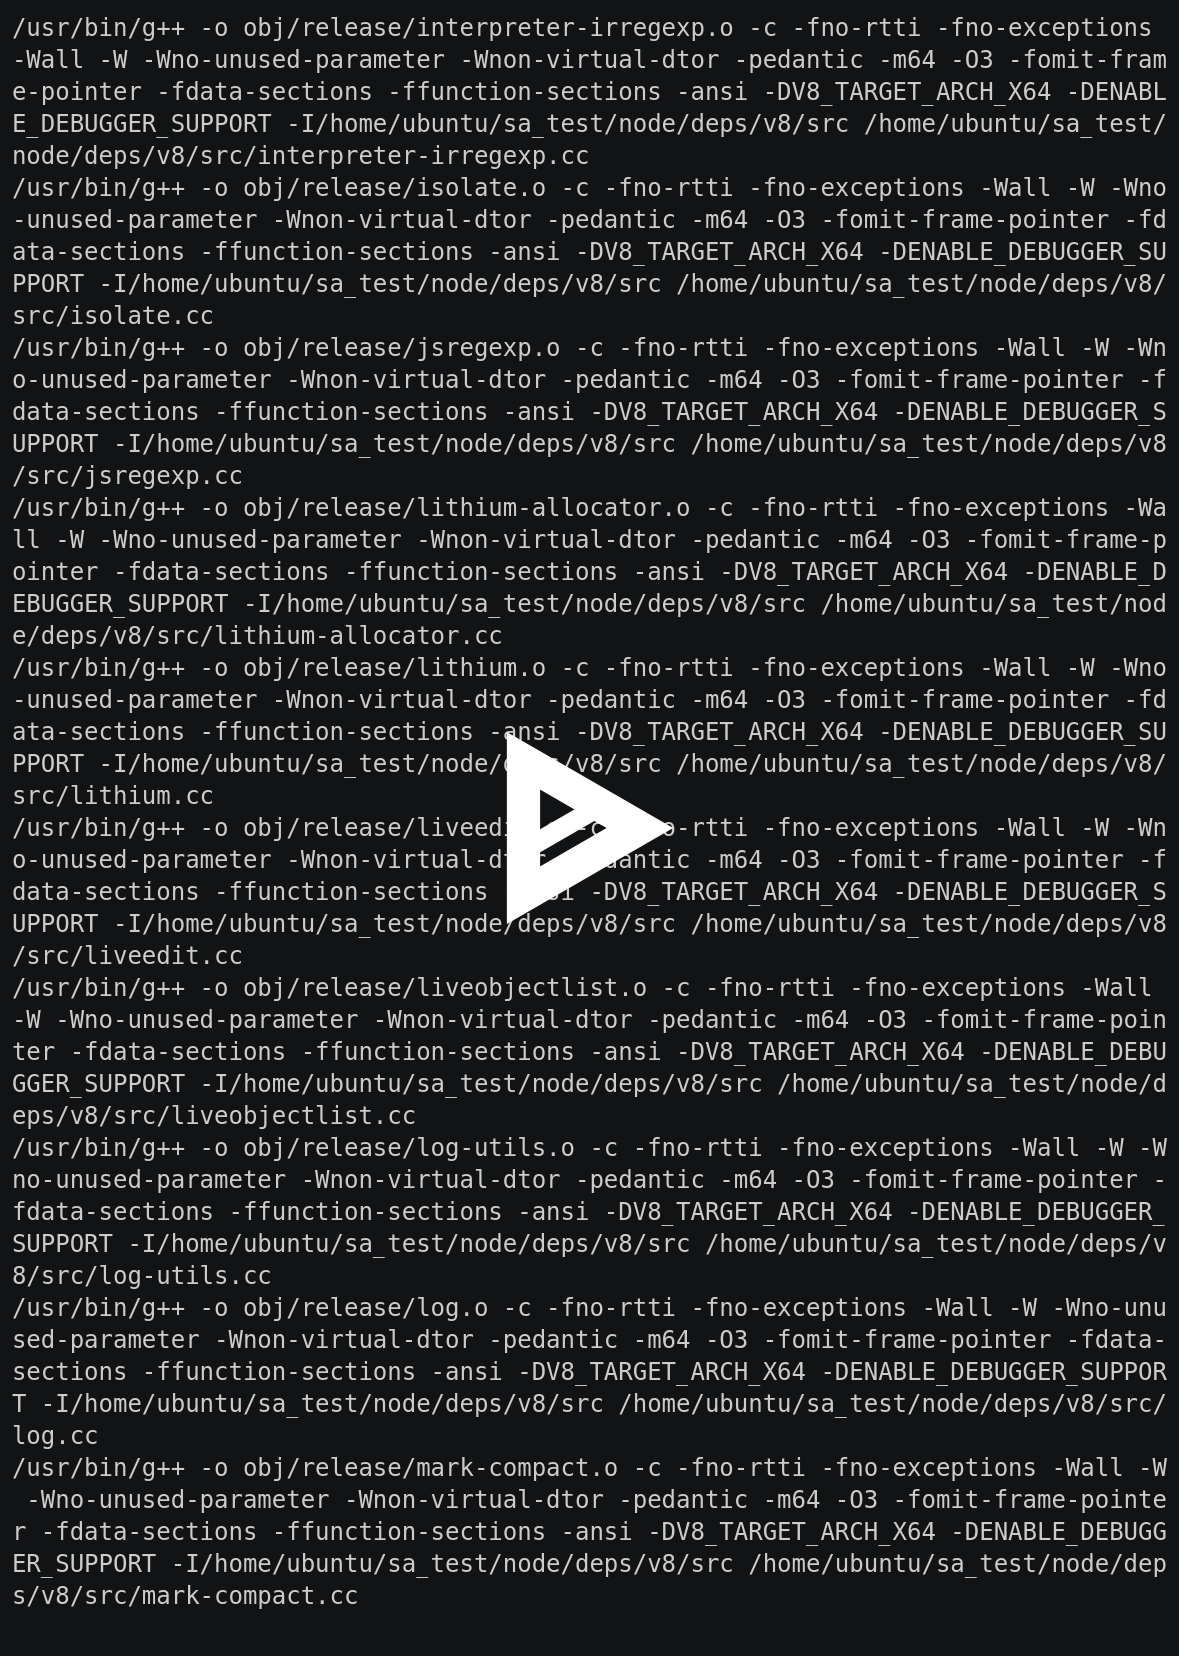 /usr/bin/g++ -o obj/release/interpreter-irregexp.o -c -fno-rtti -fno-exceptions
-Wall -W -Wno-unused-parameter -Wnon-virtual-dtor -pedantic -m64 -O3 -fomit-fram
e-pointer -fdata-sections -ffunction-sections -ansi -DV8_TARGET_ARCH_X64 -DENABL
E_DEBUGGER_SUPPORT -I/home/ubuntu/sa_test/node/deps/v8/src /home/ubuntu/sa_test/
node/deps/v8/src/interpreter-irregexp.cc
/usr/bin/g++ -o obj/release/isolate.o -c -fno-rtti -fno-exceptions -Wall -W -Wno
-unused-parameter -Wnon-virtual-dtor -pedantic -m64 -O3 -fomit-frame-pointer -fd
ata-sections -ffunction-sections -ansi -DV8_TARGET_ARCH_X64 -DENABLE_DEBUGGER_SU
PPORT -I/home/ubuntu/sa_test/node/deps/v8/src /home/ubuntu/sa_test/node/deps/v8/
src/isolate.cc
/usr/bin/g++ -o obj/release/jsregexp.o -c -fno-rtti -fno-exceptions -Wall -W -Wn
o-unused-parameter -Wnon-virtual-dtor -pedantic -m64 -O3 -fomit-frame-pointer -f
data-sections -ffunction-sections -ansi -DV8_TARGET_ARCH_X64 -DENABLE_DEBUGGER_S
UPPORT -I/home/ubuntu/sa_test/node/deps/v8/src /home/ubuntu/sa_test/node/deps/v8
/src/jsregexp.cc
/usr/bin/g++ -o obj/release/lithium-allocator.o -c -fno-rtti -fno-exceptions -Wa
ll -W -Wno-unused-parameter -Wnon-virtual-dtor -pedantic -m64 -O3 -fomit-frame-p
ointer -fdata-sections -ffunction-sections -ansi -DV8_TARGET_ARCH_X64 -DENABLE_D
EBUGGER_SUPPORT -I/home/ubuntu/sa_test/node/deps/v8/src /home/ubuntu/sa_test/nod
e/deps/v8/src/lithium-allocator.cc
/usr/bin/g++ -o obj/release/lithium.o -c -fno-rtti -fno-exceptions -Wall -W -Wno
-unused-parameter -Wnon-virtual-dtor -pedantic -m64 -O3 -fomit-frame-pointer -fd
ata-sections -ffunction-sections -ansi -DV8_TARGET_ARCH_X64 -DENABLE_DEBUGGER_SU
PPORT -I/home/ubuntu/sa_test/node/deps/v8/src /home/ubuntu/sa_test/node/deps/v8/
src/lithium.cc
/usr/bin/g++ -o -rtti -fno-exceptions -Wall -W -Wn
o-unused-parameter -m64 -O3 -fomit-frame-pointer -f
data-sections -ffunction-sections -DV8_TARGET_ARCH_X64 -DENABLE_DEBUGGER_S
UPPORT -I/home/ubuntu/sa_test/node/deps/v8/src /home/ubuntu/sa_test/node/deps/v8
/src/liveedit.cc
/usr/bin/g++ -o obj/release/liveobjectlist.o -c -fno-rtti -fno-exceptions -Wall
-W -Wno-unused-parameter -Wnon-virtual-dtor -pedantic -m64 -O3 -fomit-frame-poin
ter -fdata-sections -ffunction-sections -ansi -DV8_TARGET_ARCH_X64 -DENABLE_DEBU
GGER_SUPPORT -I/home/ubuntu/sa_test/node/deps/v8/src /home/ubuntu/sa_test/node/d
eps/v8/src/liveobjectlist.cc
/usr/bin/g++ -o obj/release/log-utils.o -c -fno-rtti -fno-exceptions -Wall -W -W
no-unused-parameter -Wnon-virtual-dtor -pedantic -m64 -O3 -fomit-frame-pointer -
fdata-sections -ffunction-sections -ansi -DV8_TARGET_ARCH_X64 -DENABLE_DEBUGGER_
SUPPORT -I/home/ubuntu/sa_test/node/deps/v8/src /home/ubuntu/sa_test/node/deps/v
8/src/log-utils.cc
/usr/bin/g++ -o obj/release/log.o -c -fno-rtti -fno-exceptions -Wall -W -Wno-unu
sed-parameter -Wnon-virtual-dtor -pedantic -m64 -O3 -fomit-frame-pointer -fdata-
sections -ffunction-sections -ansi -DV8_TARGET_ARCH_X64 -DENABLE_DEBUGGER_SUPPOR
T -I/home/ubuntu/sa_test/node/deps/v8/src /home/ubuntu/sa_test/node/deps/v8/src/
log.cc
/usr/bin/g++ -o obj/release/mark-compact.o -c -fno-rtti -fno-exceptions -Wall -W
 -Wno-unused-parameter -Wnon-virtual-dtor -pedantic -m64 -O3 -fomit-frame-pointe
r -fdata-sections -ffunction-sections -ansi -DV8_TARGET_ARCH_X64 -DENABLE_DEBUGG
ER_SUPPORT -I/home/ubuntu/sa_test/node/deps/v8/src /home/ubuntu/sa_test/node/dep
s/v8/src/mark-compact.cc